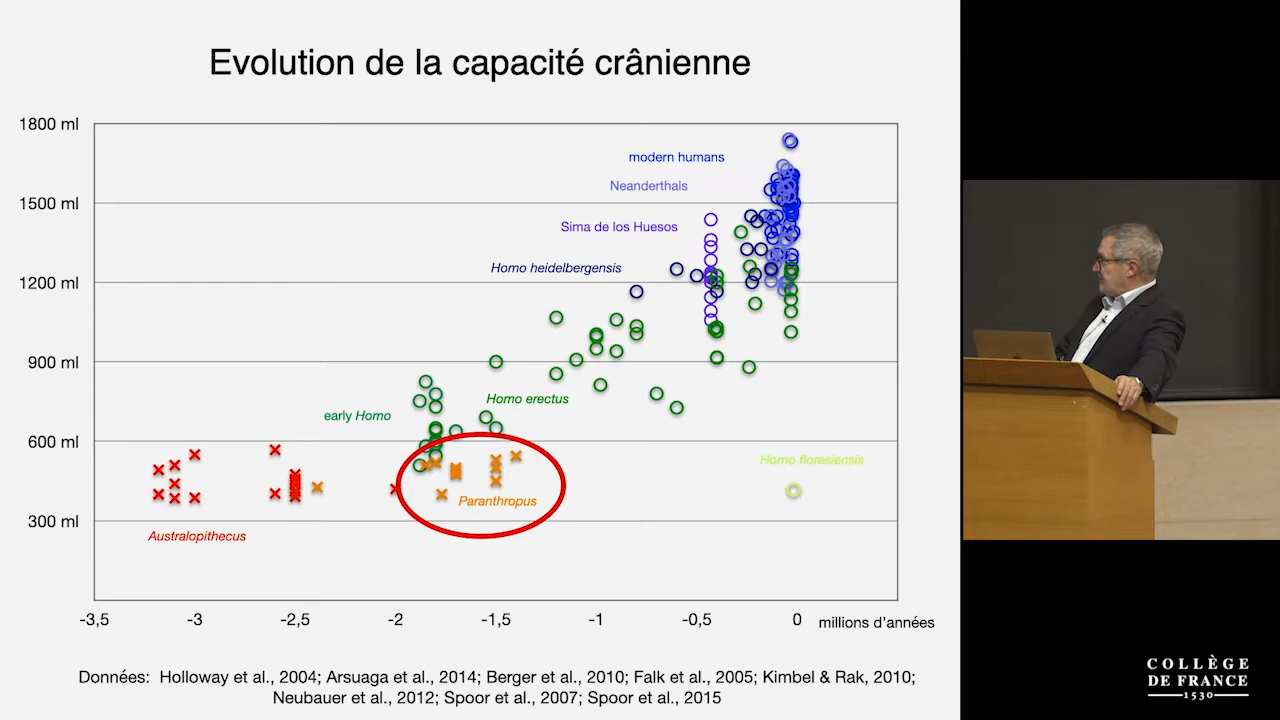 Evolution de la capacité crânienne
1800 ml
1500 ml
1200 ml
900 ml
600 ml
300 ml
modern humans
Neanderthals
Sima de los Huesos
Homo heidelbergensis
Homo erectus
early Homo
Homo floresiensis
Paranthropus
Australopithecus
-3,5
-3
-2,5
-2
-1,5
-1
-0,5
0
millions d'années
Données: Holloway et al., 2004; Arsuaga et al., 2014; Berger et al., 2010; Falk et al., 2005; Kimbel & Rak, 2010;
Neubauer et al., 2012; Spoor et al., 2007; Spoor et al., 2015
COLLÈGE
DE FRANCE
1530